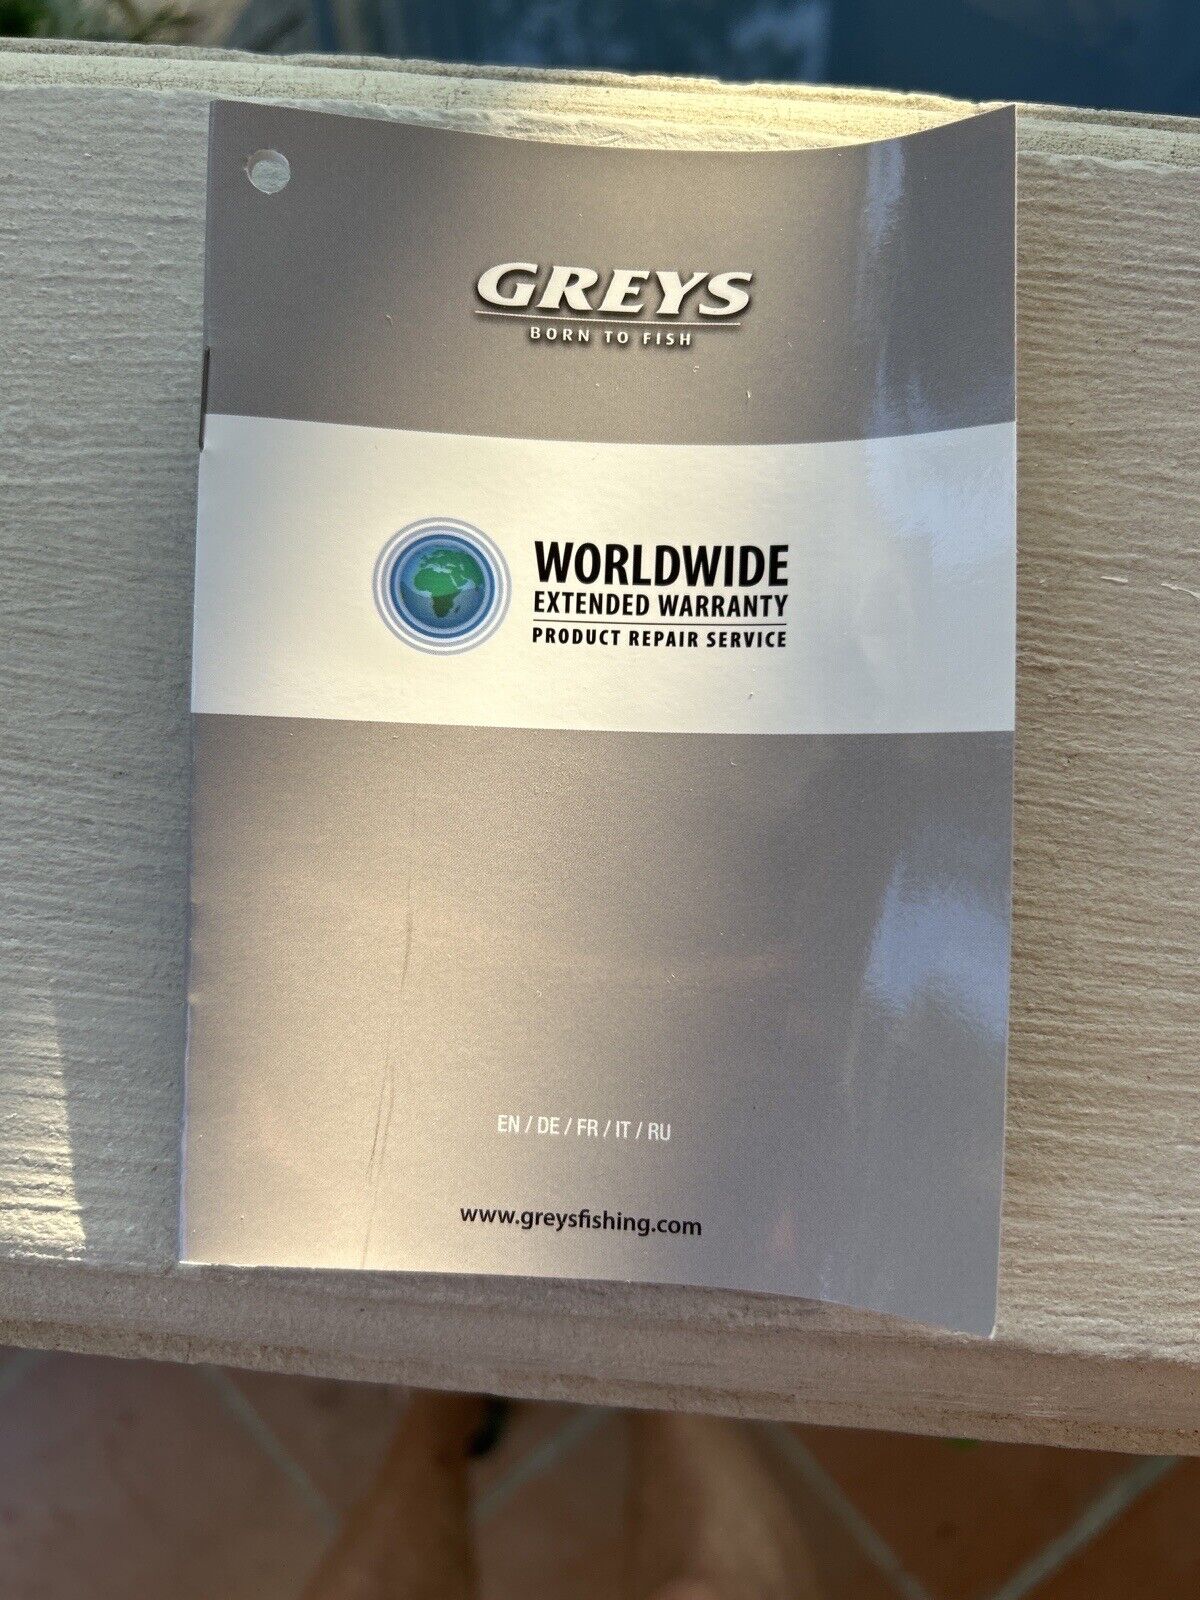 GREYS
BORN TO FISH
WORLDWIDE
EXTENDED WARRANTY
PRODUCT REPAIR SERVICE
EN / DE / FR / IT / RU
www.greysfishing.com